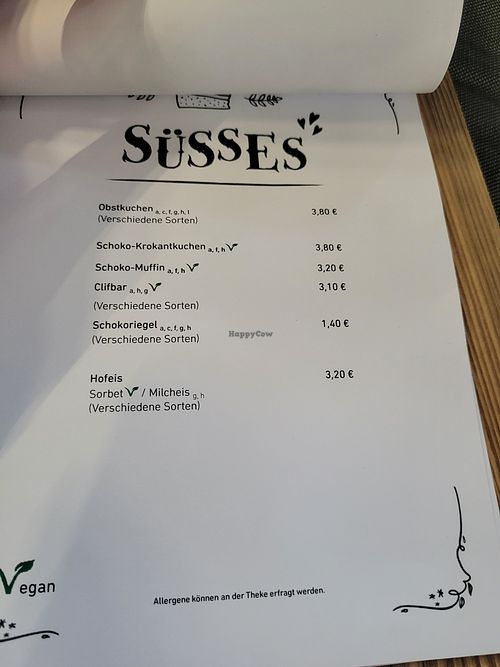 SÜSSES
Obstkuchen a, c, f, g, h, l 3,80 €
(Verschiedene Sorten)
Schoko-Krokantkuchen a, f, h V 3,80 €
Schoko-Muffin a, f, h V 3,20 €
Clifbar a, h, g V 3,10 €
(Verschiedene Sorten)
Schokoriegel a, c, f, g, h 1,40 €
(Verschiedene Sorten)
HappyCow
Hofeis 3,20 €
Sorbet V / Milcheis g, h
(Verschiedene Sorten)
Vegan
Allergene können an der Theke erfragt werden.